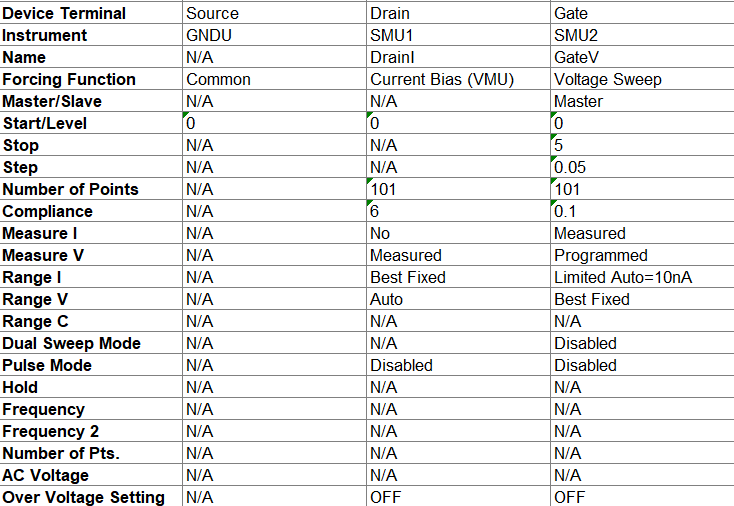 Device Terminal Source Drain Gate
Instrument GNDU SMU1 SMU2
Name N/A DrainI GateV
Forcing Function Common Current Bias (VMU) Voltage Sweep
Master/Slave N/A N/A Master
Start/Level 0 0 0
Stop N/A N/A 5
Step N/A N/A 0.05
Number of Points N/A 101 101
Compliance N/A 6 0.1
Measure I N/A No Measured
Measure V N/A Measured Programmed
Range I N/A Best Fixed Limited Auto=10nA
Range V N/A Auto Best Fixed
Range C N/A N/A N/A
Dual Sweep Mode N/A N/A Disabled
Pulse Mode N/A Disabled Disabled
Hold N/A N/A N/A
Frequency N/A N/A N/A
Frequency 2 N/A N/A N/A
Number of Pts. N/A N/A N/A
AC Voltage N/A N/A N/A
Over Voltage Setting N/A OFF OFF